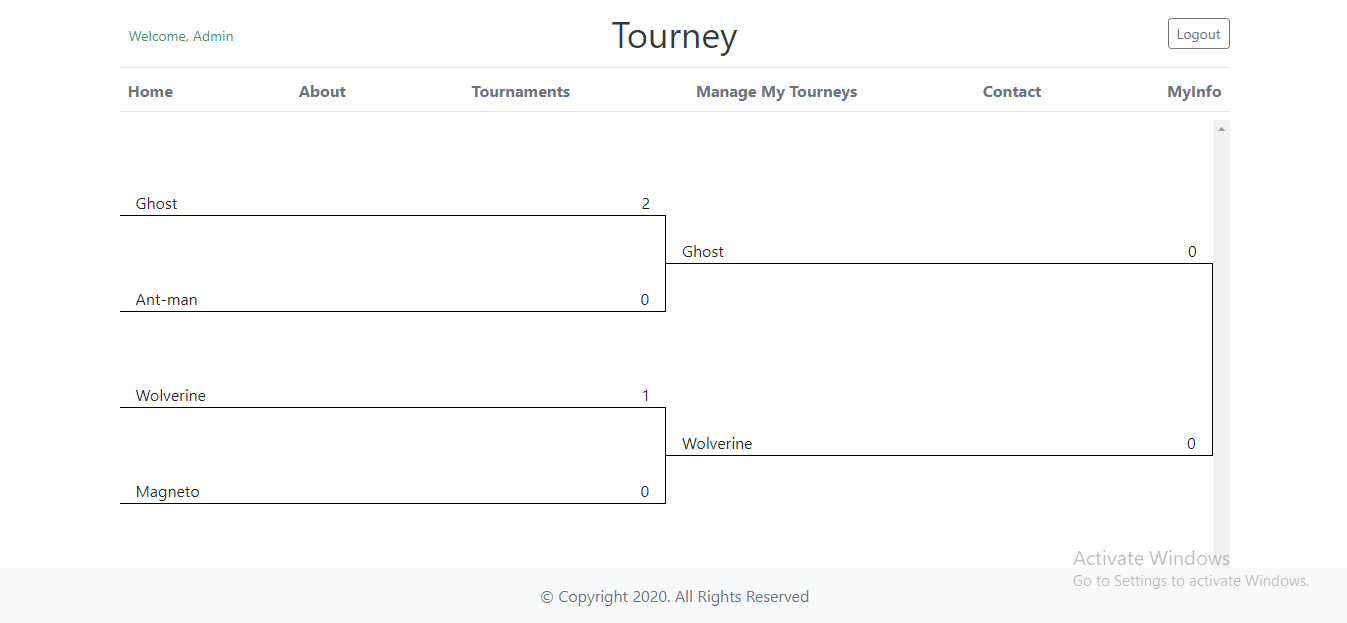 Welcome, Admin
Tourney
Logout
Home About Tournaments Manage My Tourneys Contact MyInfo
Ghost 2
Ghost 0
Ant-man 0
Wolverine 1
Wolverine 0
Magneto 0
Activate Windows
Go to Settings to activate Windows.
© Copyright 2020. All Rights Reserved